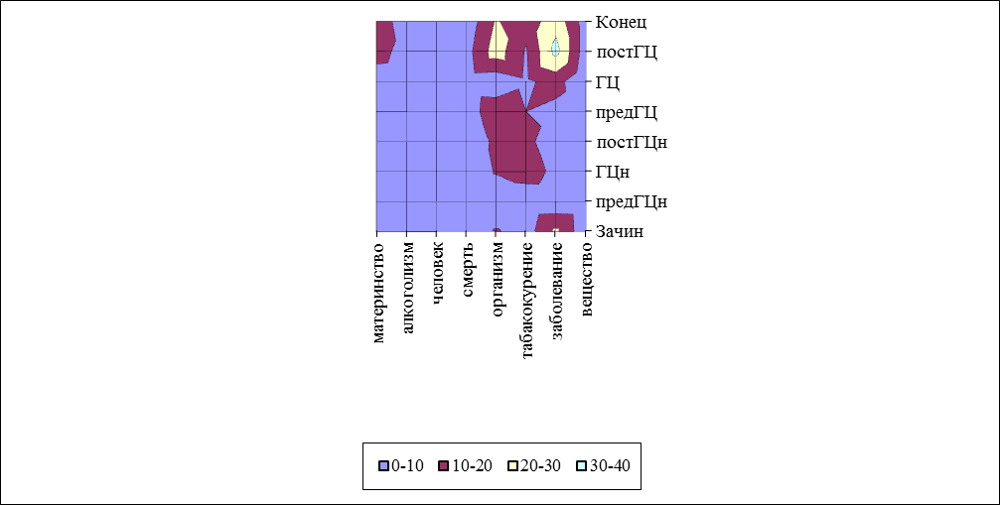 Конец
постГЦ
ГЦ
предГЦ
постГЦн
ГЦн
предГЦн
Зачин
материнство
алкоголизм
человек
смерть
организм
табакокурение
заболевание
вещество
0-10 10-20 20-30 30-40